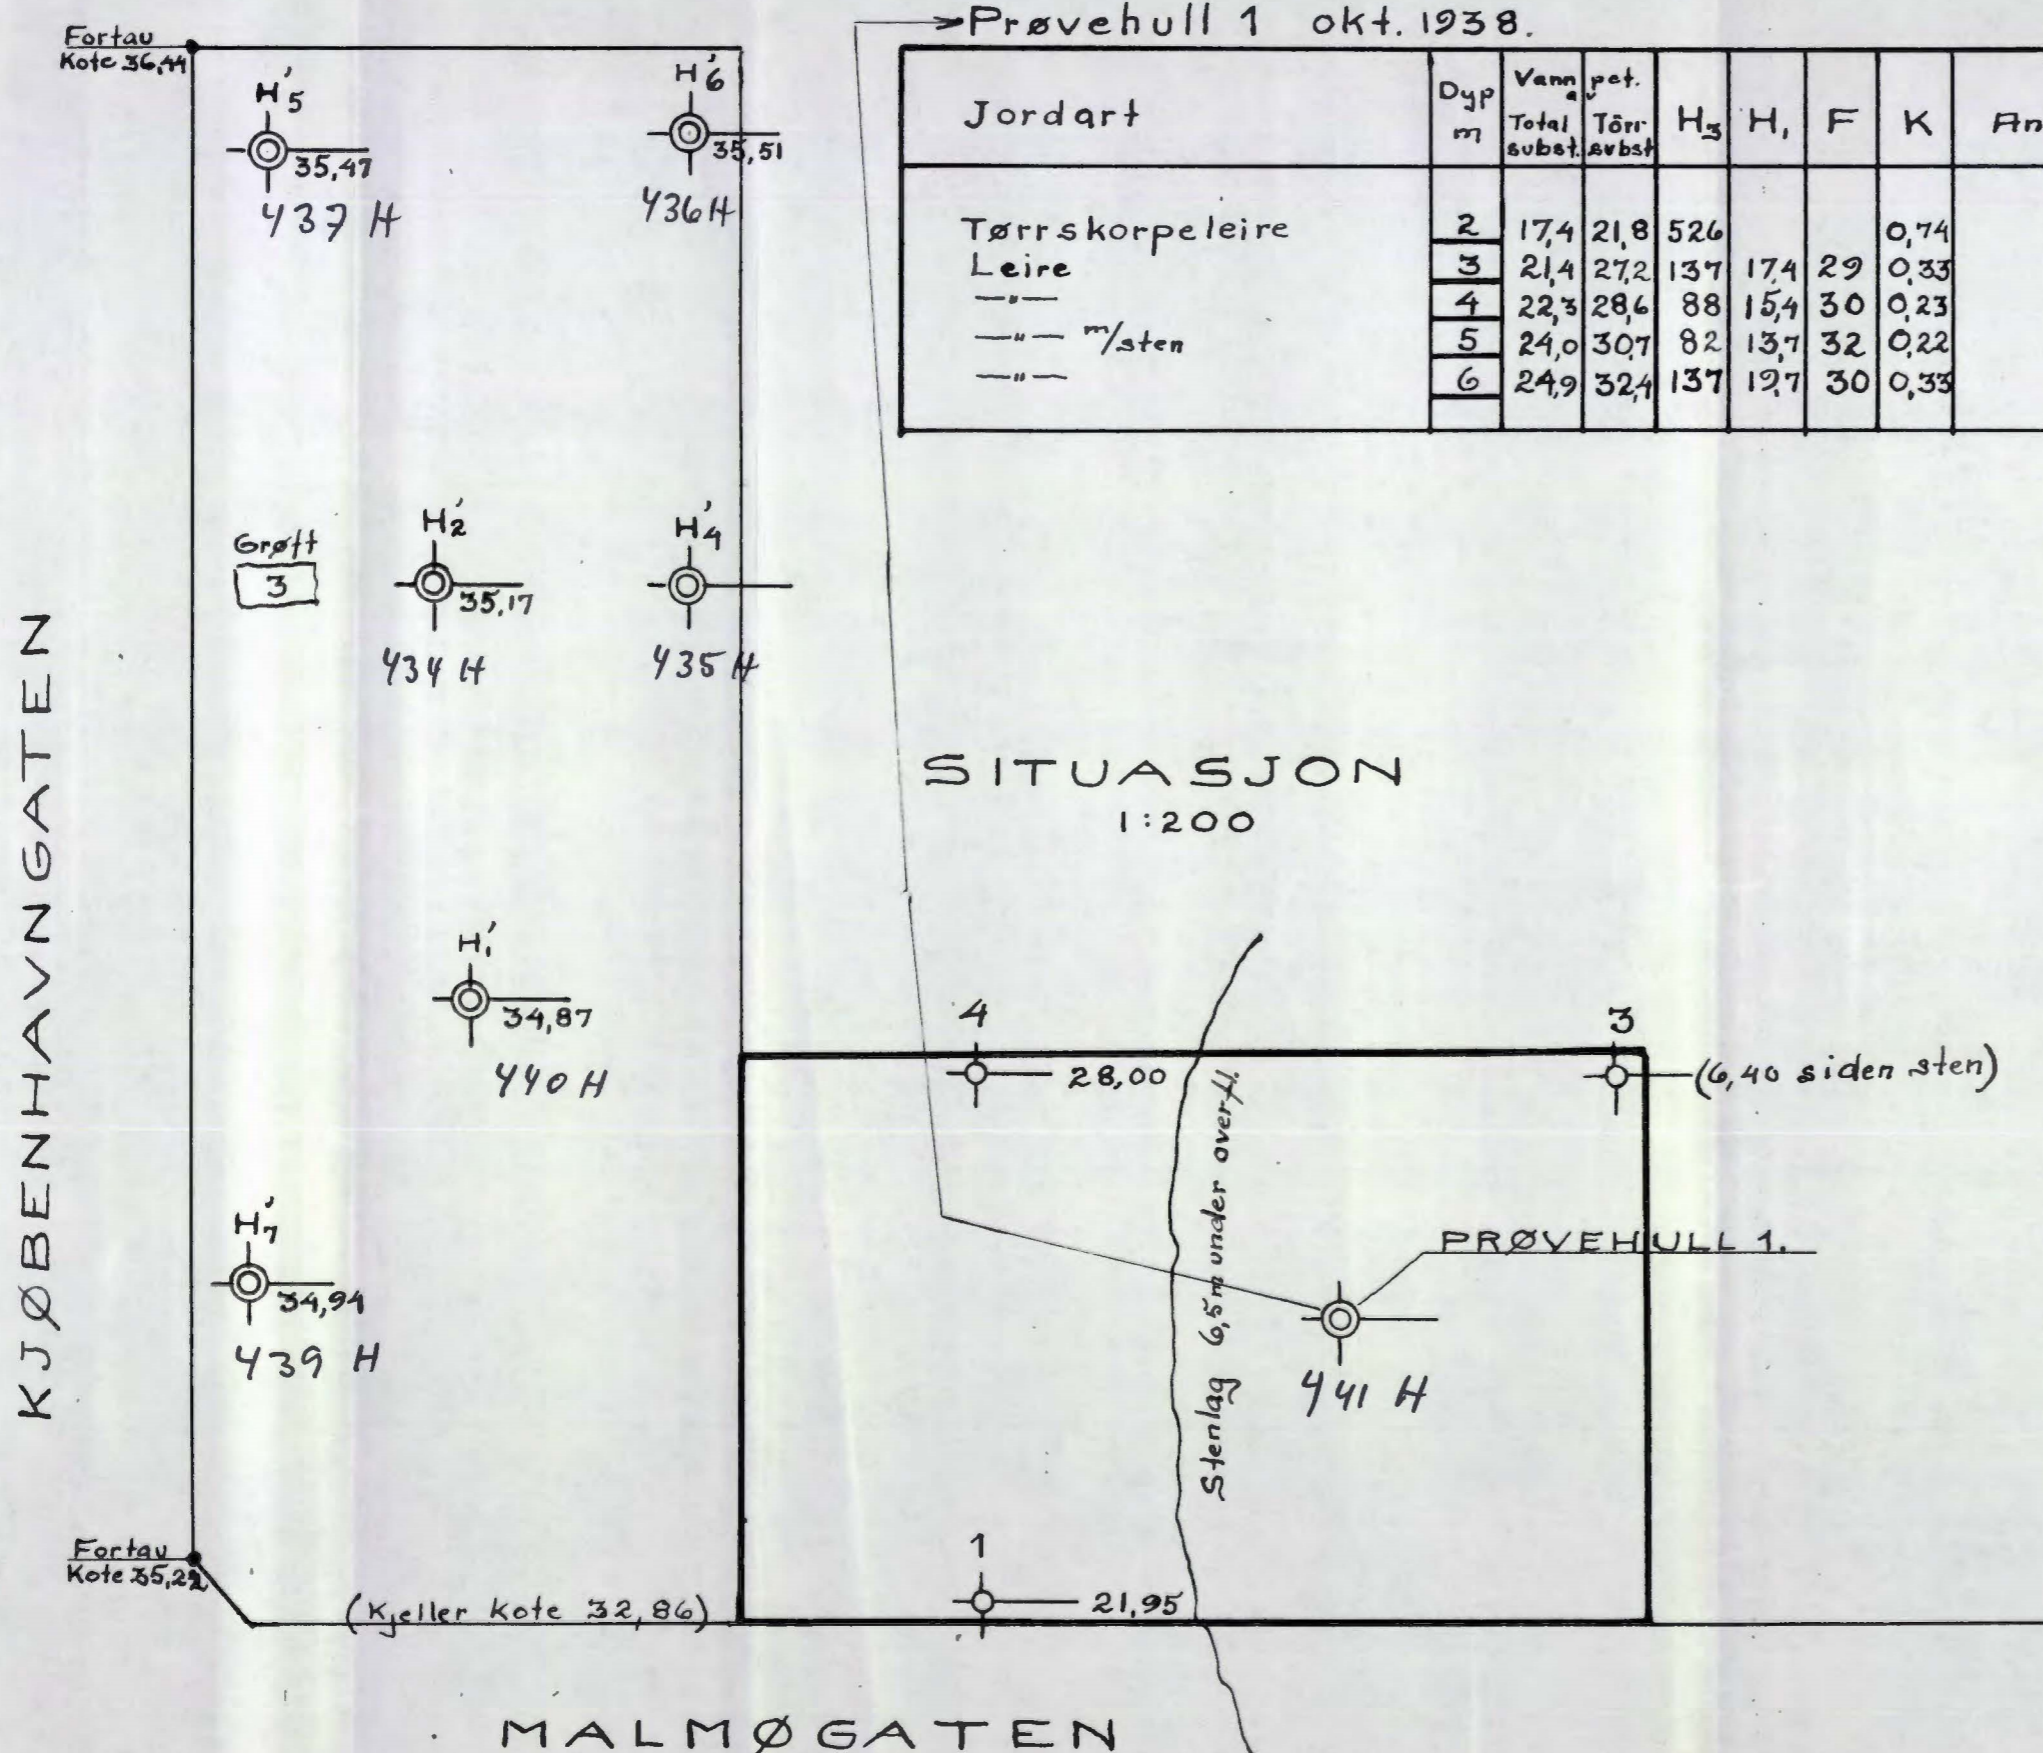 Prøvehull 1 okt. 1938.
Jordart Dyp m Vann pct. Total subst. Törr subst H3 H1 F K An
Tørrskorpeleire 2 17,4 21,8 526 0,74
Leire 3 21,4 27,2 137 17,4 29 0,33
—"— 4 22,3 28,6 88 15,4 30 0,23
—"— m/sten 5 24,0 30,7 82 13,7 32 0,22
—"— 6 24,9 32,4 137 19,7 30 0,33
Fortau
Kote 36,44
H'5
35,47
437 H
H'6
35,51
436 H
Grøft
3
H'2
35,17
434 H
H'4
435 H
KJØBENHAVNGATEN
SITUASJON
1:200
H'1
34,87
440 H
4
28,00
3
(6,40 siden sten)
Stenlag 6,5m under overfl.
PRØVEHULL 1.
441 H
H'7
34,94
439 H
Fortau
Kote 35,22
(Kjeller kote 32,86)
1
21,95
MALMØGATEN